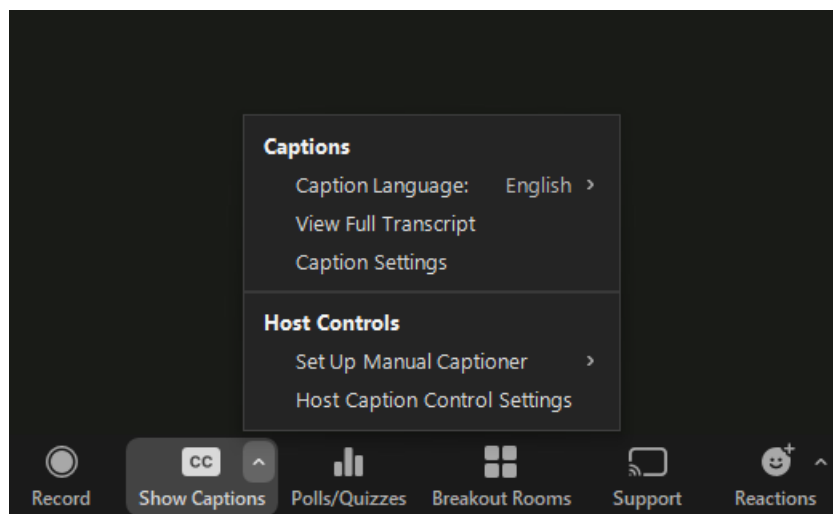 Captions
Caption Language: English >
View Full Transcript
Caption Settings
Host Controls
Set Up Manual Captioner >
Host Caption Control Settings
CC
Record Show Captions Polls/Quizzes Breakout Rooms Support Reactions